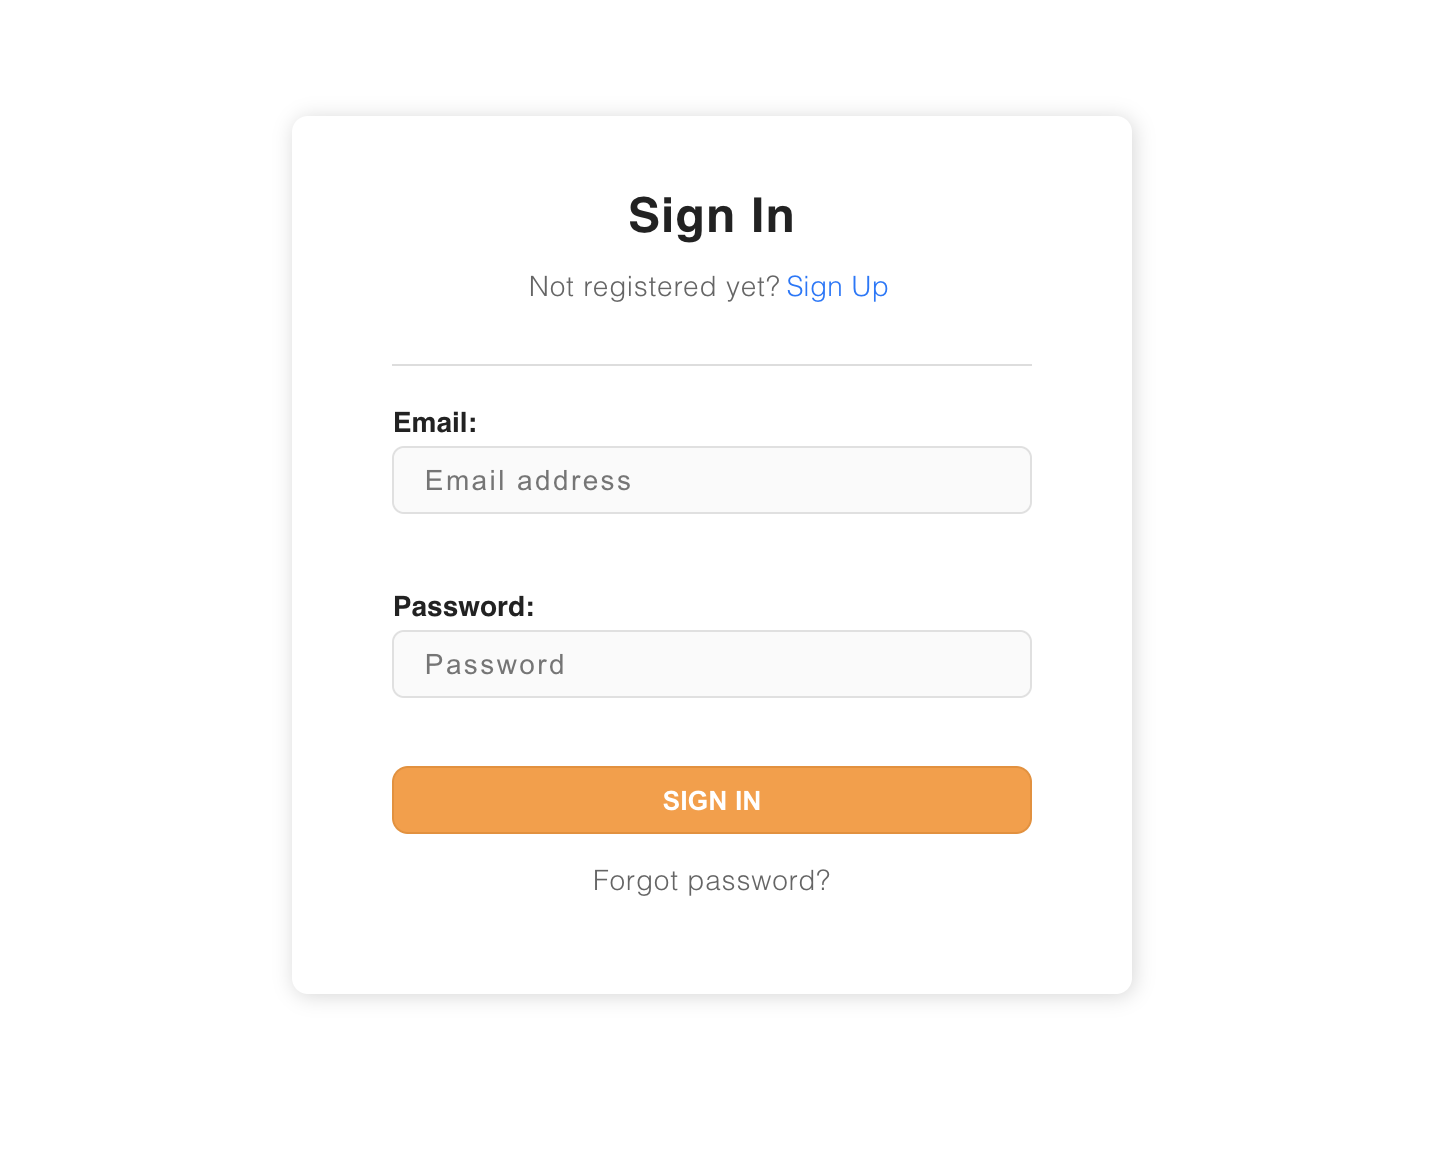 Sign In
Not registered yet? Sign Up
Email:
Email address
Password:
Password
SIGN IN
Forgot password?